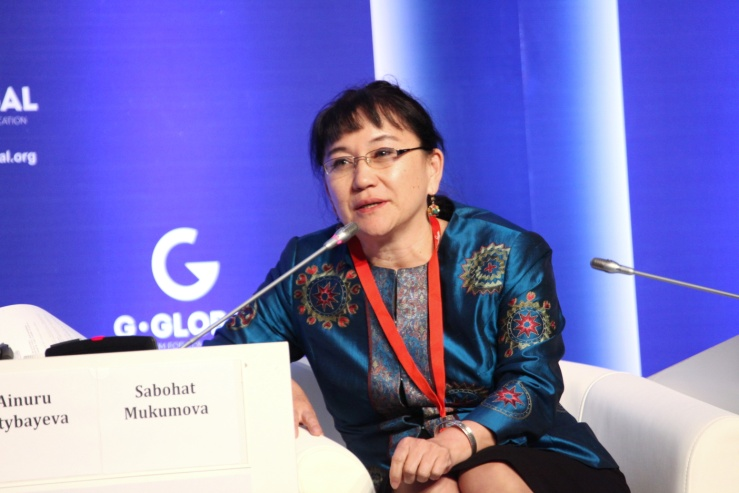 AL
al.org
G
G·GLOB
Ainuru
tybayeva
Sabohat
Mukumova